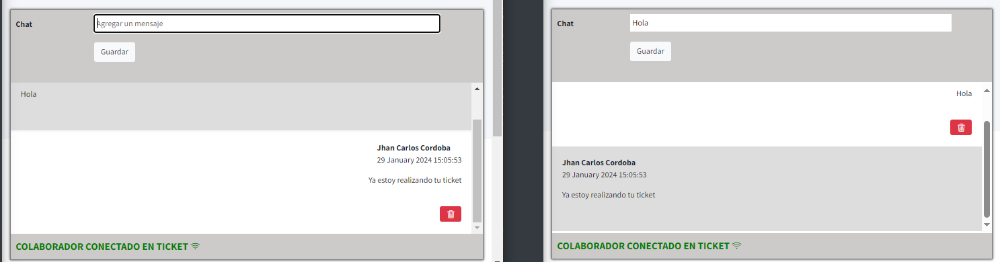 Chat
Agregar un mensaje
Guardar
Hola
Jhan Carlos Cordoba
29 January 2024 15:05:53
Ya estoy realizando tu ticket
COLABORADOR CONECTADO EN TICKET
Chat
Hola
Guardar
Hola
Jhan Carlos Cordoba
29 January 2024 15:05:53
Ya estoy realizando tu ticket
COLABORADOR CONECTADO EN TICKET